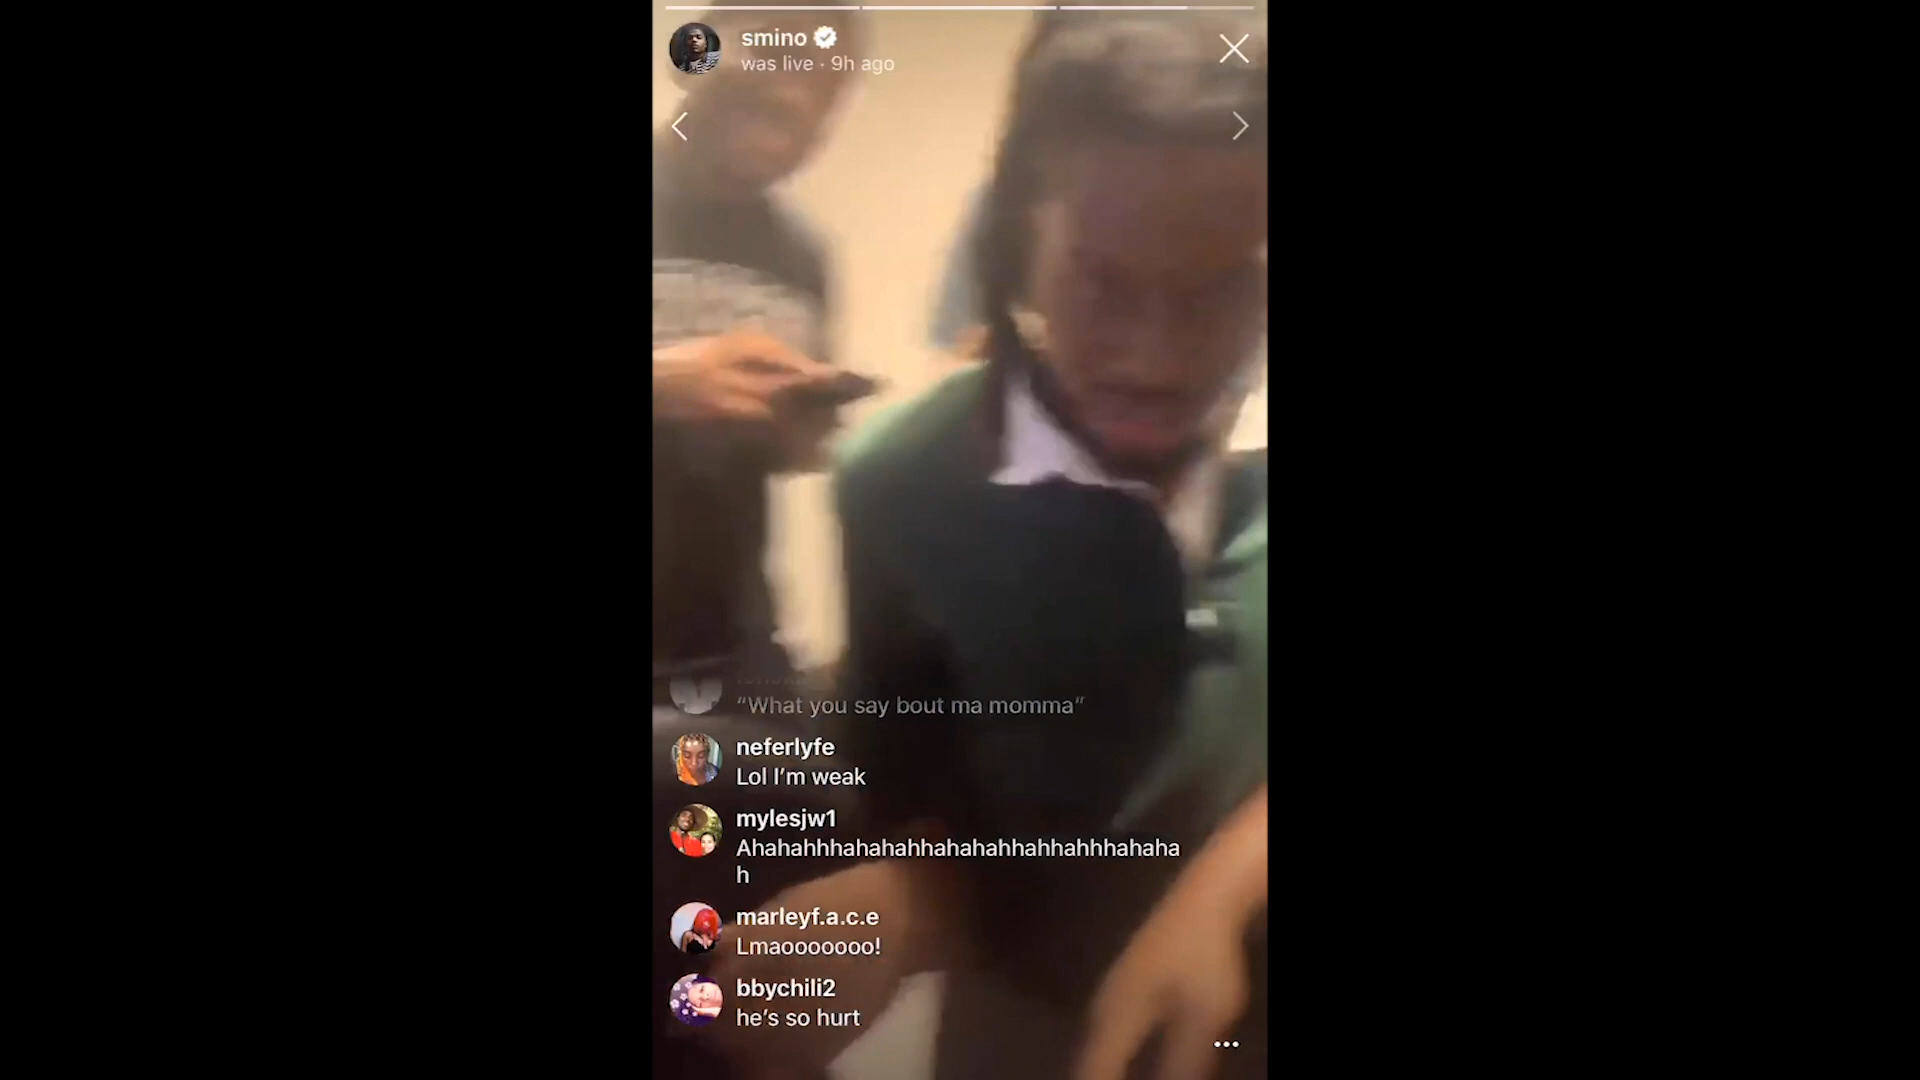 smino
was live · 9h ago
“What you say bout ma momma”
neferlyfe
Lol I’m weak
mylesjw1
Ahahahhhahahahhahahahhahhahhhahaha
h
marleyf.a.c.e
Lmaooooooo!
bbychili2
he’s so hurt